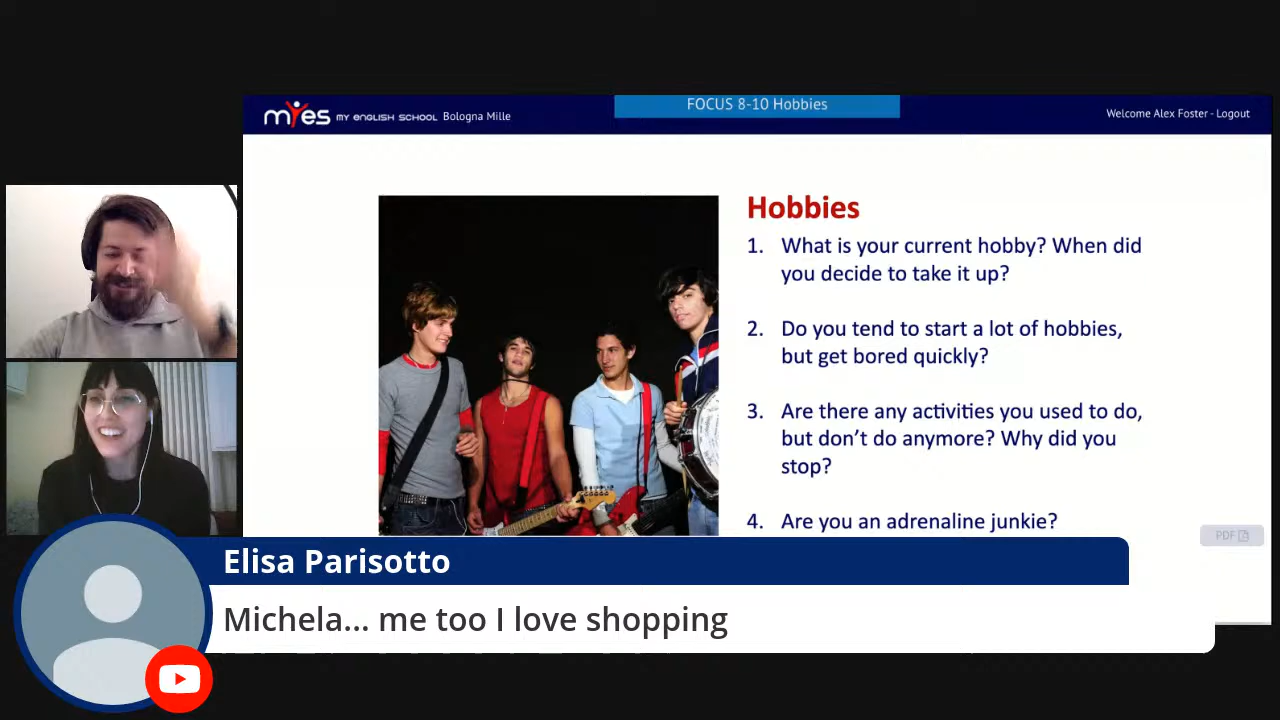 FOCUS 8-10 Hobbies
myes MY ENGLISH SCHOOL Bologna Mille
Welcome Alex Foster - Logout
Hobbies
1. What is your current hobby? When did
you decide to take it up?
2. Do you tend to start a lot of hobbies,
but get bored quickly?
3. Are there any activities you used to do,
but don't do anymore? Why did you
stop?
4. Are you an adrenaline junkie?
PDF
Elisa Parisotto
Michela... me too I love shopping